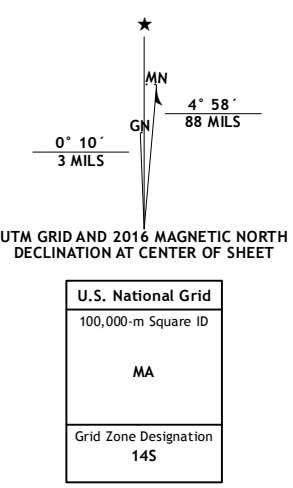 MN
4° 58´
88 MILS
GN
0° 10´
3 MILS
UTM GRID AND 2016 MAGNETIC NORTH
DECLINATION AT CENTER OF SHEET
U.S. National Grid
100,000-m Square ID
MA
Grid Zone Designation
14S